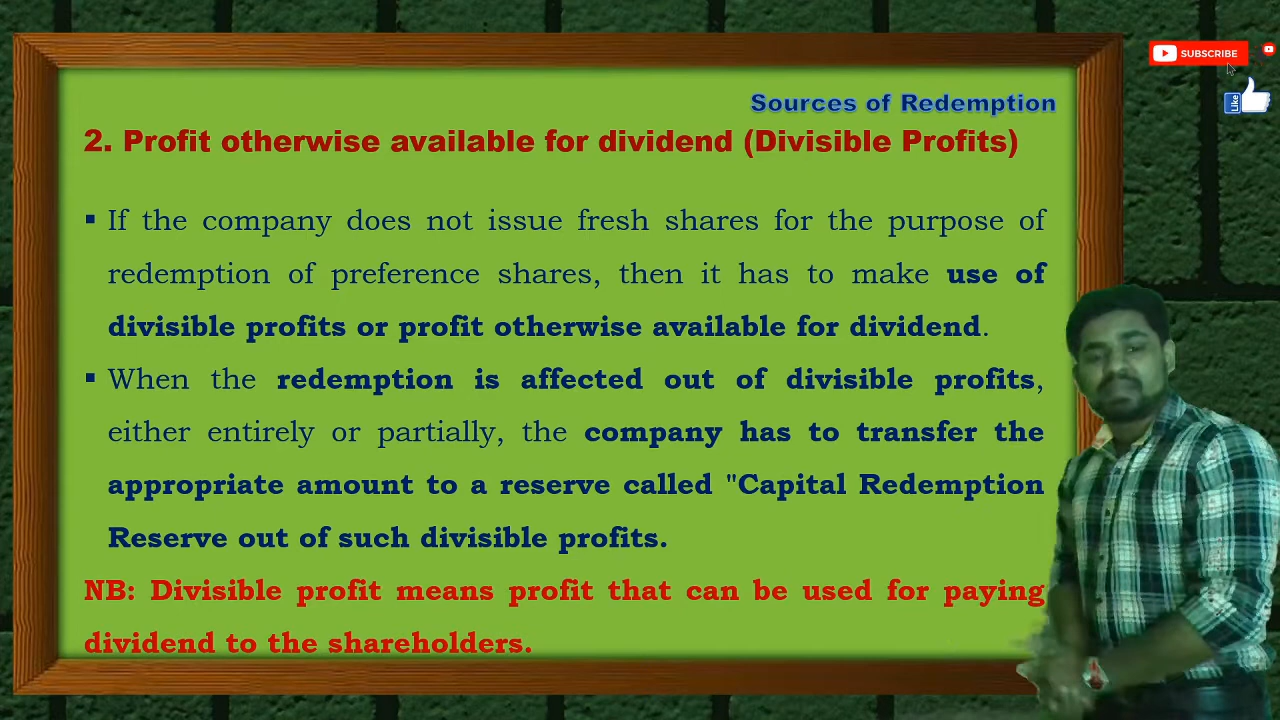 SUBSCRIBE
Like
Sources of Redemption
2. Profit otherwise available for dividend (Divisible Profits)
▪ If the company does not issue fresh shares for the purpose of
redemption of preference shares, then it has to make use of
divisible profits or profit otherwise available for dividend.
▪ When the redemption is affected out of divisible profits,
either entirely or partially, the company has to transfer the
appropriate amount to a reserve called "Capital Redemption
Reserve out of such divisible profits.
NB: Divisible profit means profit that can be used for paying
dividend to the shareholders.